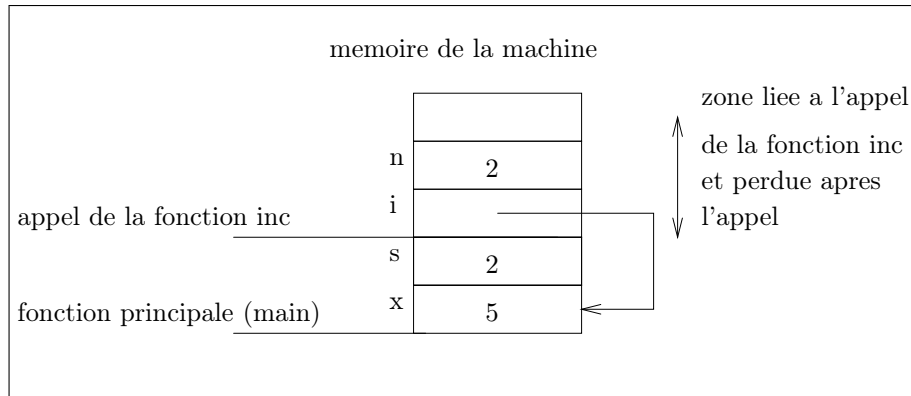 memoire de la machine
zone liee a l'appel
de la fonction inc
et perdue apres
l'appel
n
2
i
appel de la fonction inc
s
2
x
5
fonction principale (main)